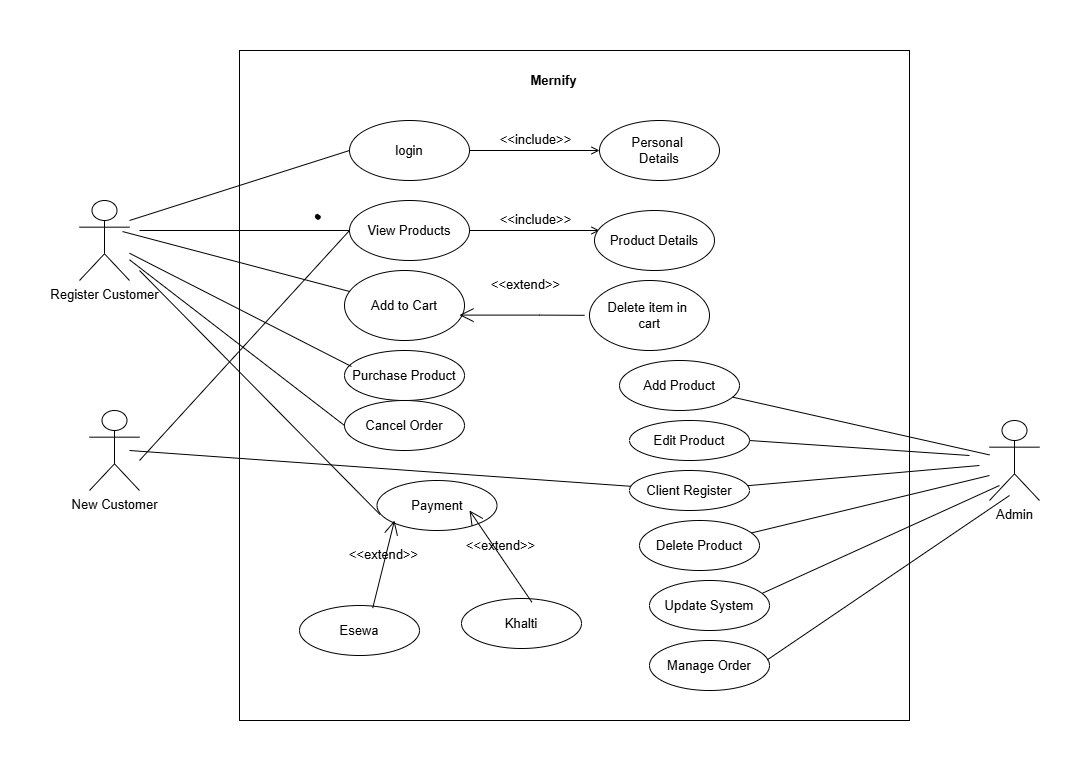 Mernify
login
<<include>>
Personal
Details
View Products
<<include>>
Product Details
Register Customer
Add to Cart
<<extend>>
Delete item in
cart
Purchase Product
Add Product
Cancel Order
Edit Product
New Customer
Payment
Client Register
Admin
<<extend>>
<<extend>>
Delete Product
Esewa
Khalti
Update System
Manage Order